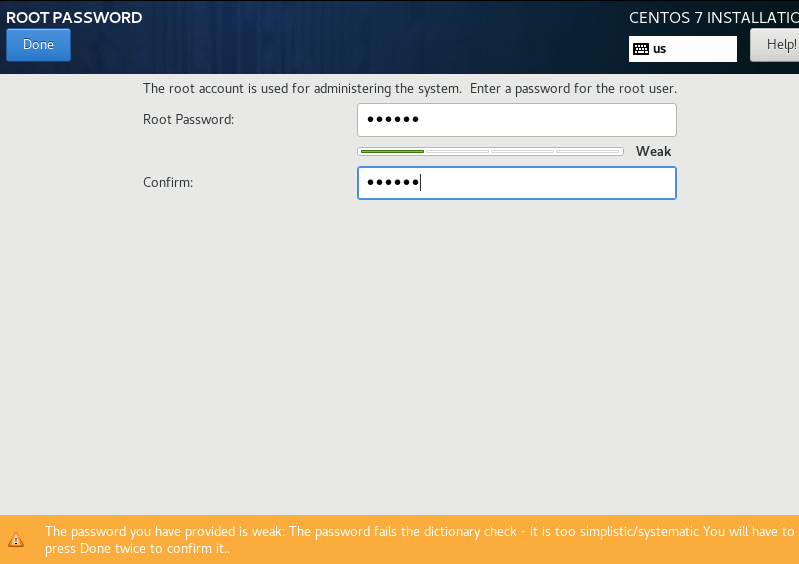 ROOT PASSWORD
CENTOS 7 INSTALLATIO
Done
us
Help!
The root account is used for administering the system.  Enter a password for the root user.
Root Password:
••••••
Weak
Confirm:
••••••
The password you have provided is weak: The password fails the dictionary check - it is too simplistic/systematic You will have to
press Done twice to confirm it..